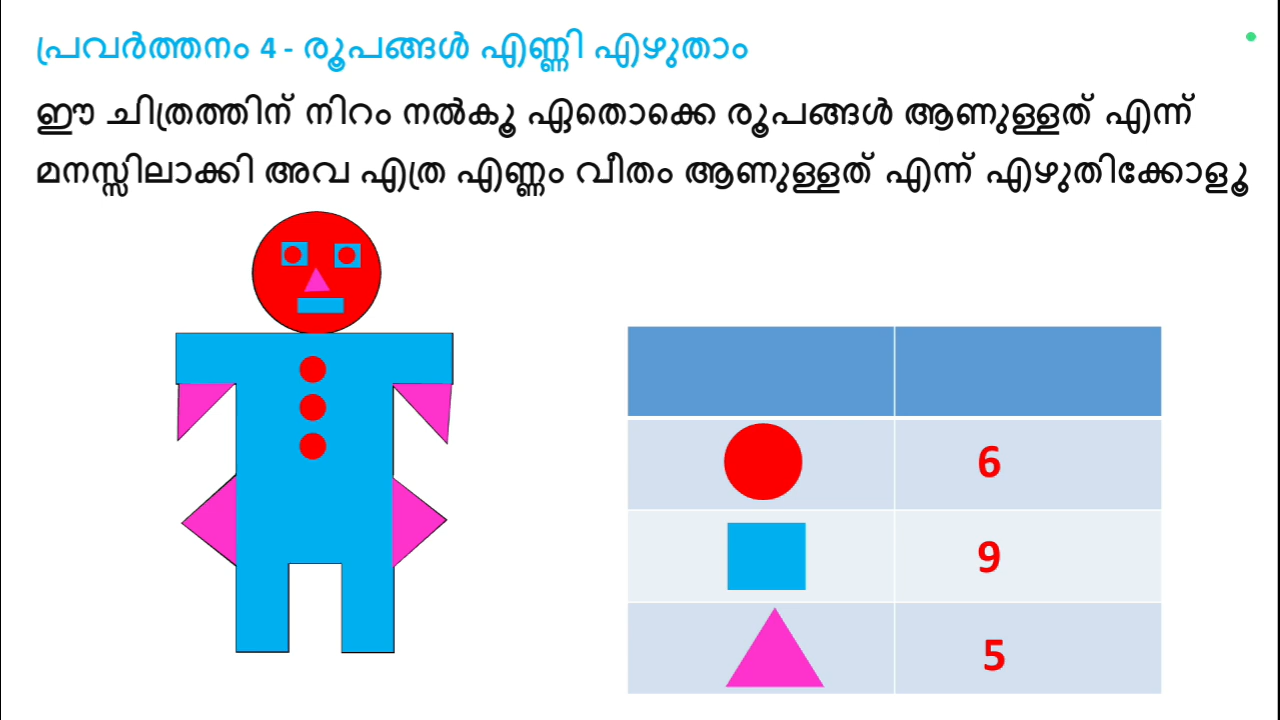 പ്രവർത്തനം 4 - രൂപങ്ങൾ എണ്ണി എഴുതാം
ഈ ചിത്രത്തിന് നിറം നൽകൂ ഏതൊക്കെ രൂപങ്ങൾ ആണുള്ളത് എന്ന്
മനസ്സിലാക്കി അവ എത്ര എണ്ണം വീതം ആണുള്ളത് എന്ന് എഴുതിക്കോളൂ
6
9
5